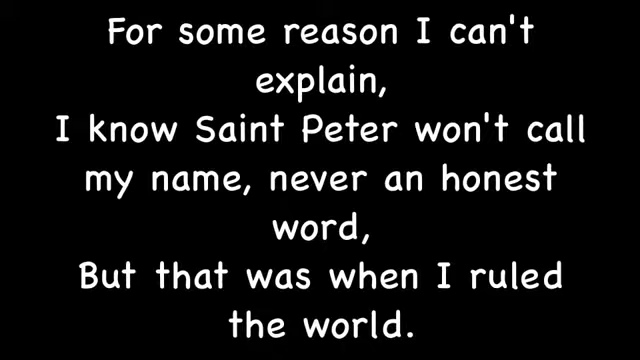 For some reason I can't
explain,
I know Saint Peter won't call
my name, never an honest
word,
But that was when I ruled
the world.